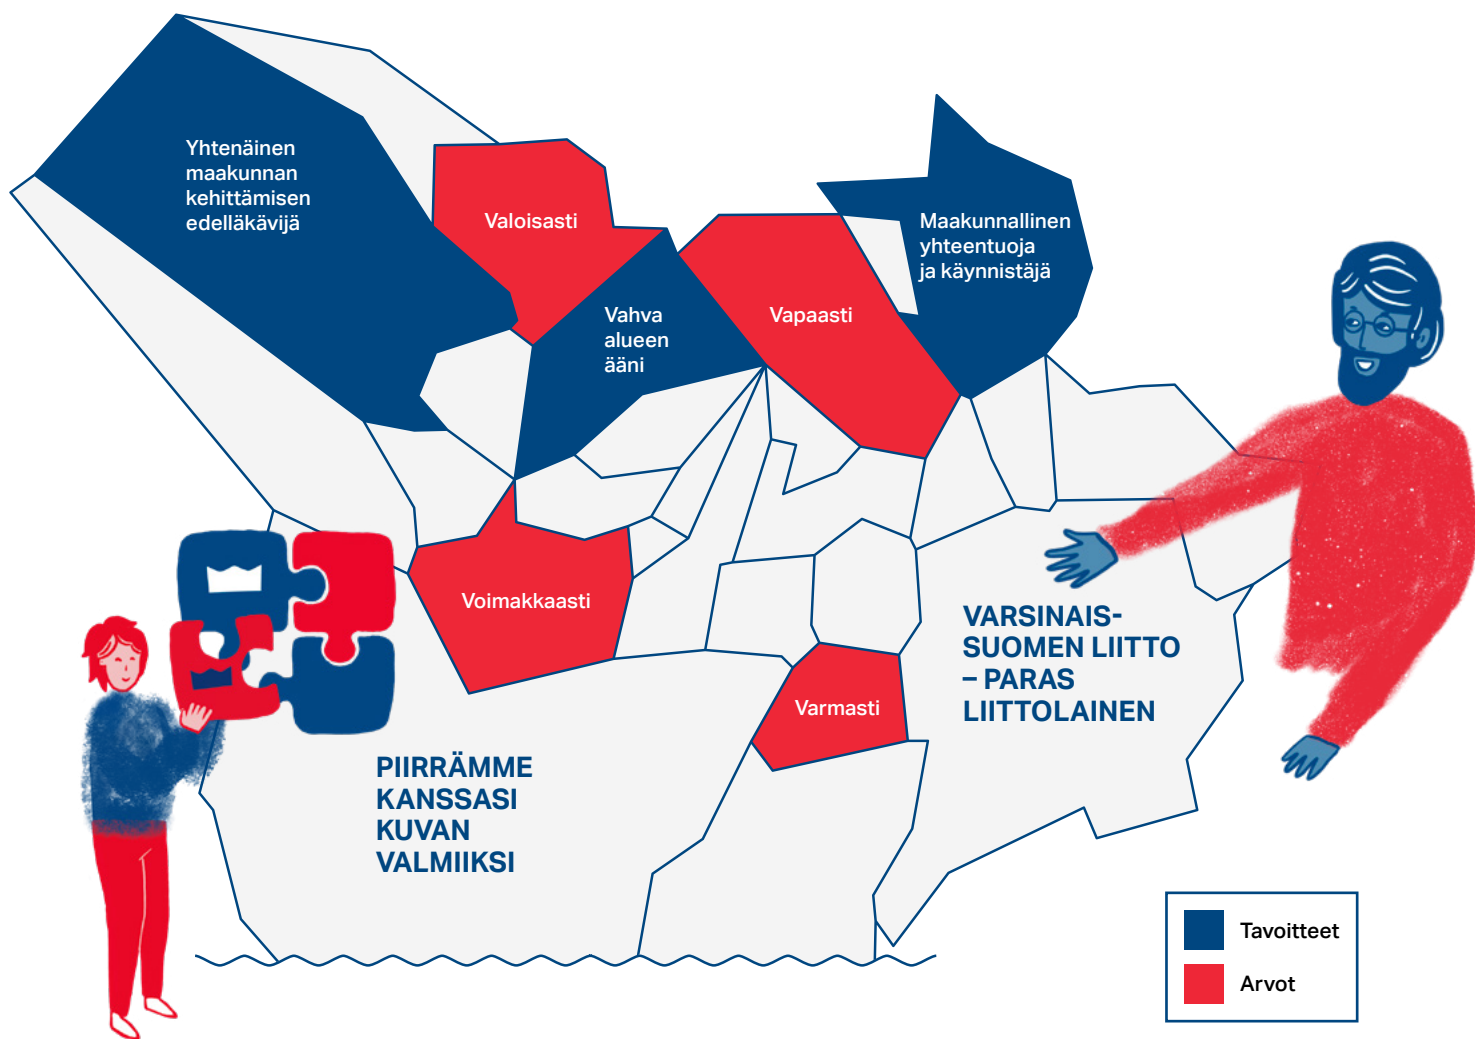 Yhtenäinen
maakunnan
kehittämisen
edelläkävijä
Valoisasti
Vahva
alueen
ääni
Vapaasti
Maakunnallinen
yhteentuoja
ja käynnistäjä
Voimakkaasti
Varmasti
VARSINAIS-
SUOMEN LIITTO
– PARAS
LIITTOLAINEN
PIIRRÄMME
KANSSASI
KUVAN
VALMIIKSI
Tavoitteet
Arvot